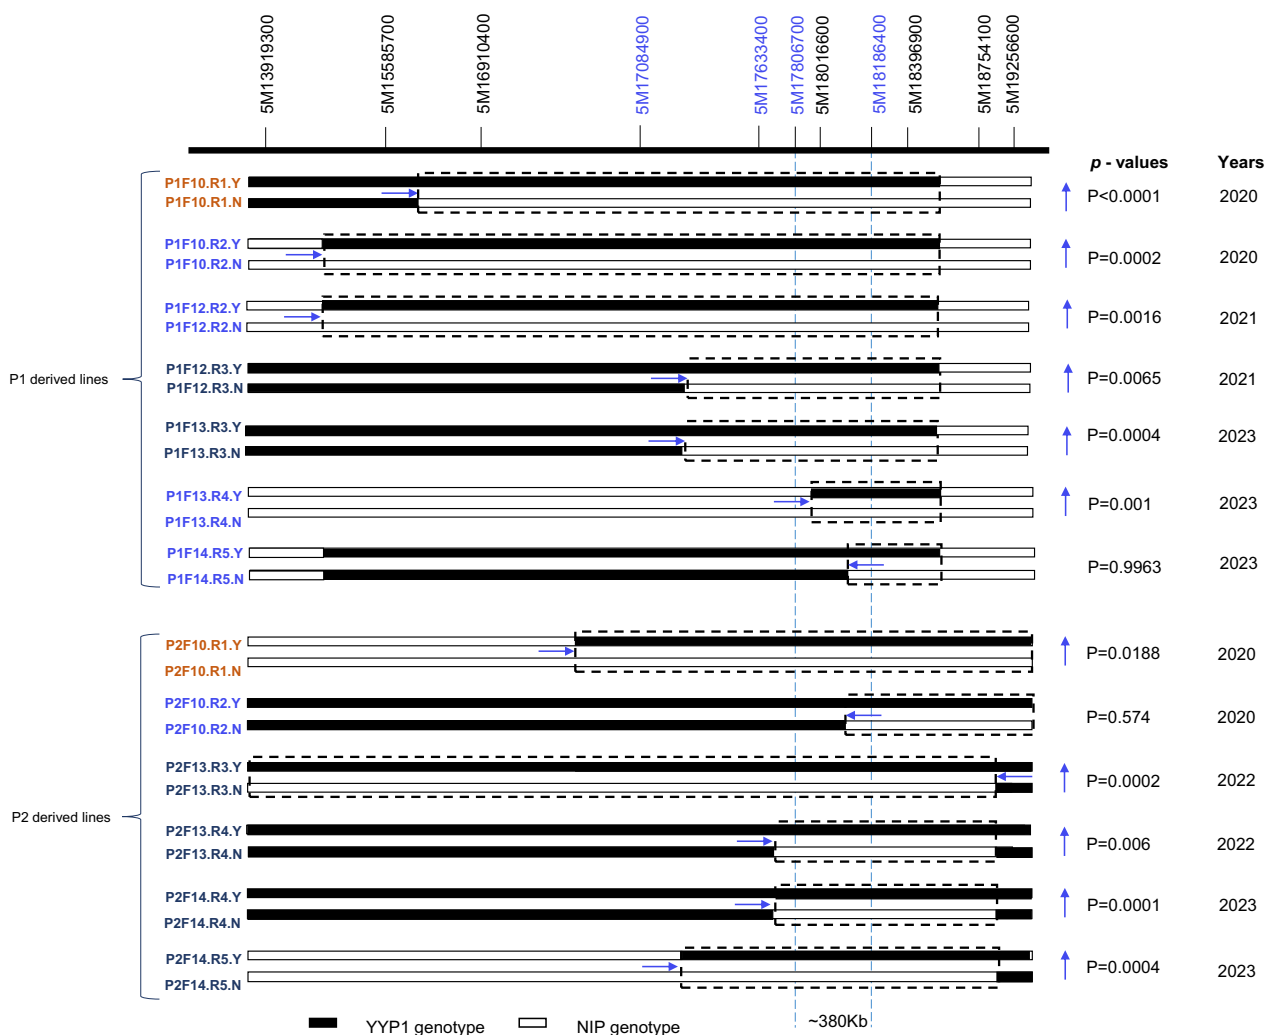 5M13919300
5M15585700
5M16910400
5M17084900
5M17633400
5M17806700
5M18016600
5M18186400
5M18396900
5M18754100
5M19256600
p - values Years
P1F10.R1.Y
P1F10.R1.N
P<0.0001 2020
P1F10.R2.Y
P1F10.R2.N
P=0.0002 2020
P1F12.R2.Y
P1F12.R2.N
P=0.0016 2021
P1F12.R3.Y
P1F12.R3.N
P=0.0065 2021
P1 derived lines
P1F13.R3.Y
P1F13.R3.N
P=0.0004 2023
P1F13.R4.Y
P1F13.R4.N
P=0.001 2023
P1F14.R5.Y
P1F14.R5.N
P=0.9963 2023
P2F10.R1.Y
P2F10.R1.N
P=0.0188 2020
P2F10.R2.Y
P2F10.R2.N
P=0.574 2020
P2F13.R3.Y
P2F13.R3.N
P=0.0002 2022
P2 derived lines
P2F13.R4.Y
P2F13.R4.N
P=0.006 2022
P2F14.R4.Y
P2F14.R4.N
P=0.0001 2023
P2F14.R5.Y
P2F14.R5.N
P=0.0004 2023
YYP1 genotype NIP genotype ~380Kb